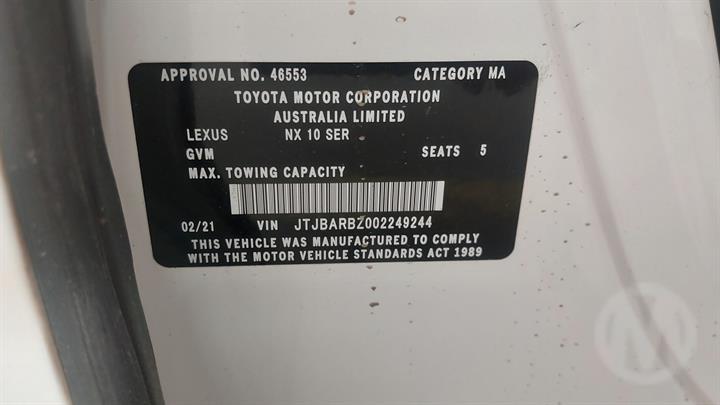 APPROVAL NO. 46553 CATEGORY MA
TOYOTA MOTOR CORPORATION
AUSTRALIA LIMITED
LEXUS NX 10 SER
GVM SEATS 5
MAX. TOWING CAPACITY
02/21 VIN JTJBARBZ002249244
THIS VEHICLE WAS MANUFACTURED TO COMPLY
WITH THE MOTOR VEHICLE STANDARDS ACT 1989
M